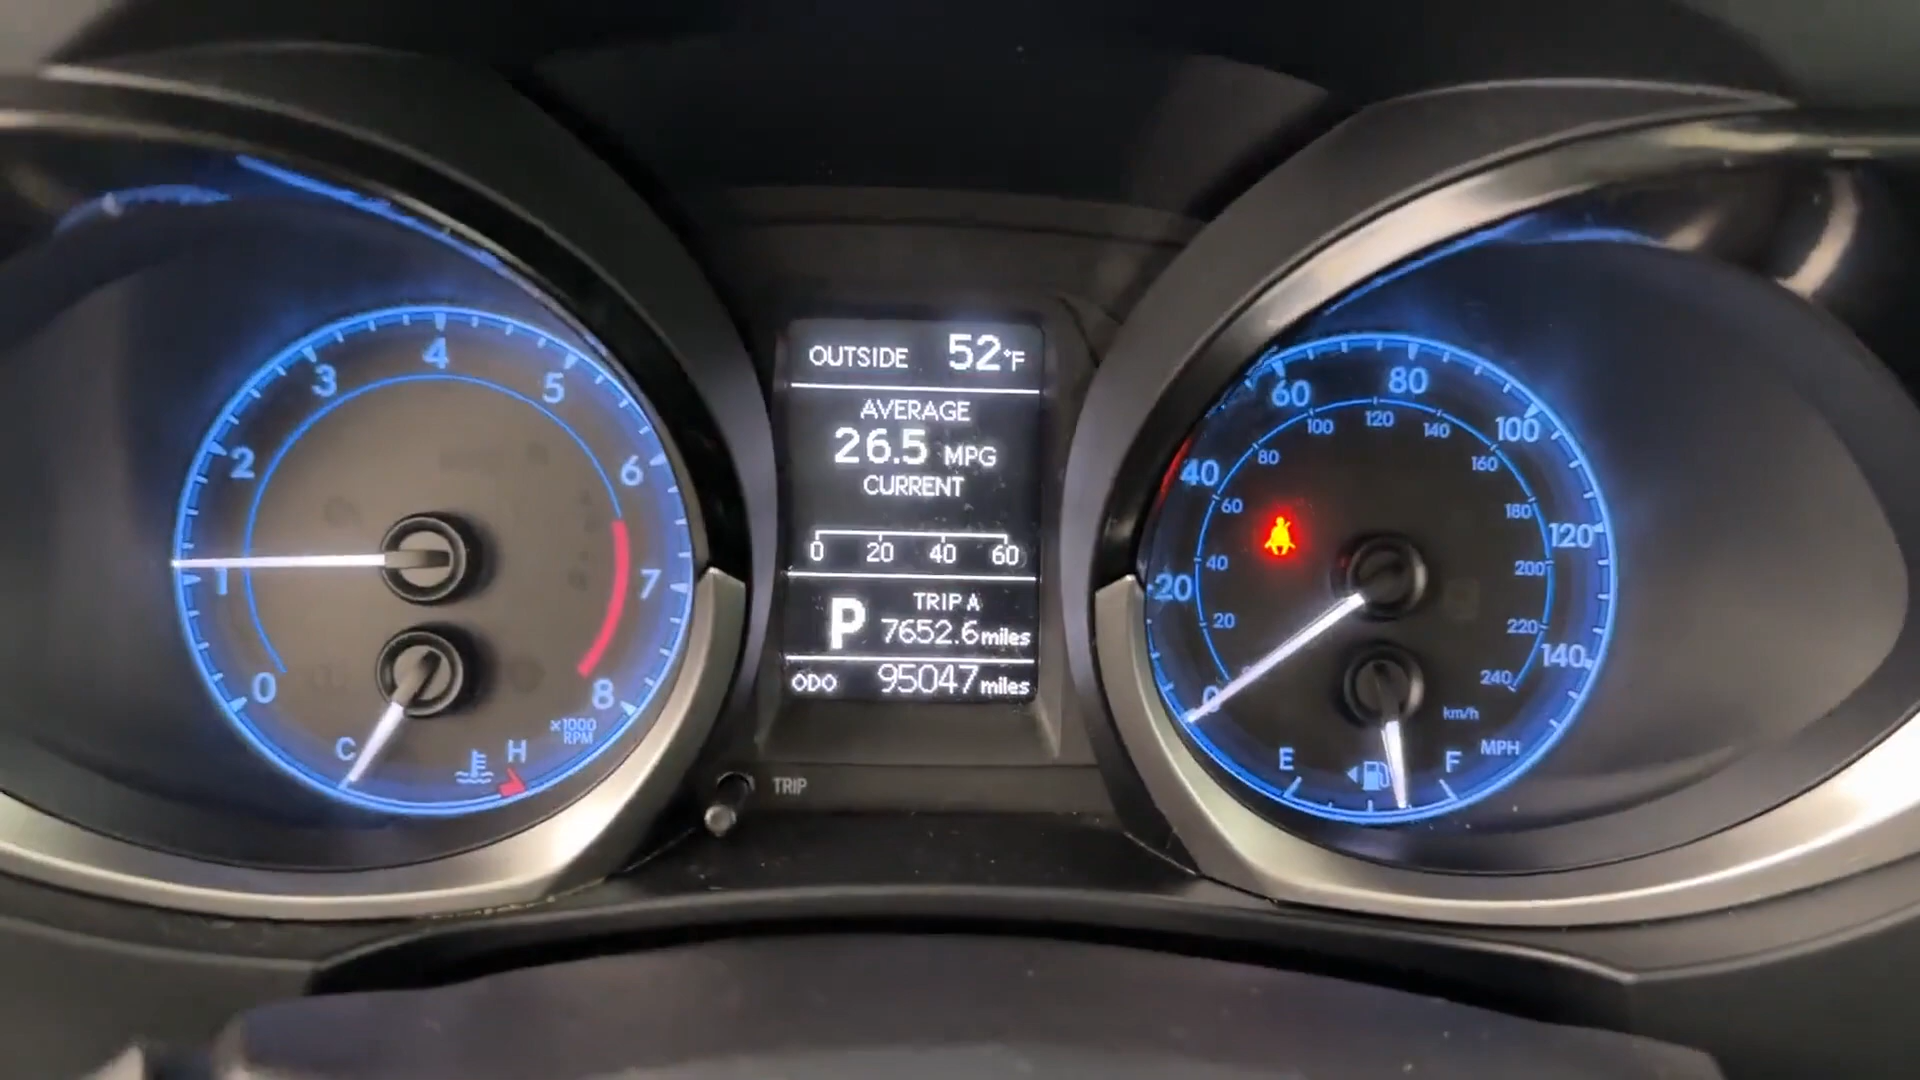 0
1
2
3
4
5
6
7
8
×1000
RPM
C
H
OUTSIDE 52°F
AVERAGE
26.5 MPG
CURRENT
0 20 40 60
P
TRIP A
7652.6 miles
ODO 95047 miles
TRIP
0
20
40
60
80
100
120
140
20
40
60
80
100
120
140
160
180
200
220
240
km/h
MPH
E
F